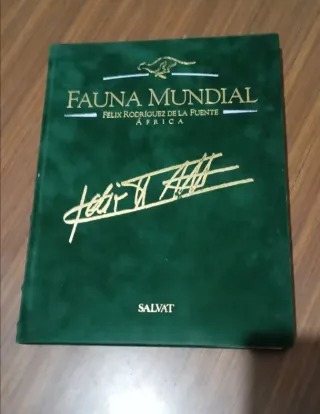 FAUNA MUNDIAL
FELIX RODRÍGUEZ DE LA FUENTE
ÁFRICA
SALVAT